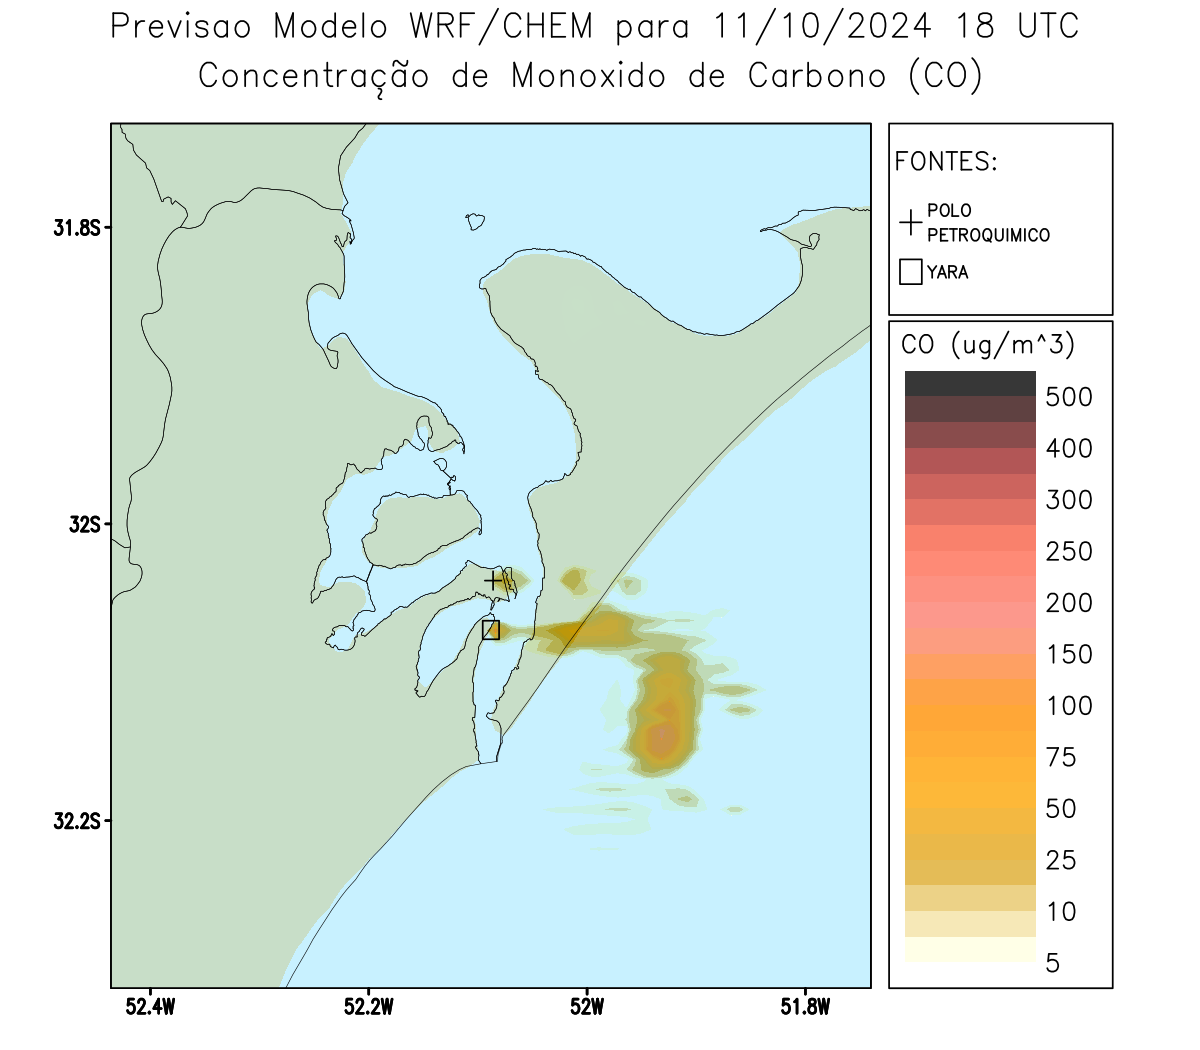 Previsao Modelo WRF/CHEM para 11/10/2024 18 UTC
Concentração de Monoxido de Carbono (CO)
FONTES:
POLO
PETROQUIMICO
YARA
CO (ug/m^3)
500
400
300
250
200
150
100
75
50
25
10
5
31.8S
32S
32.2S
52.4W
52.2W
52W
51.8W